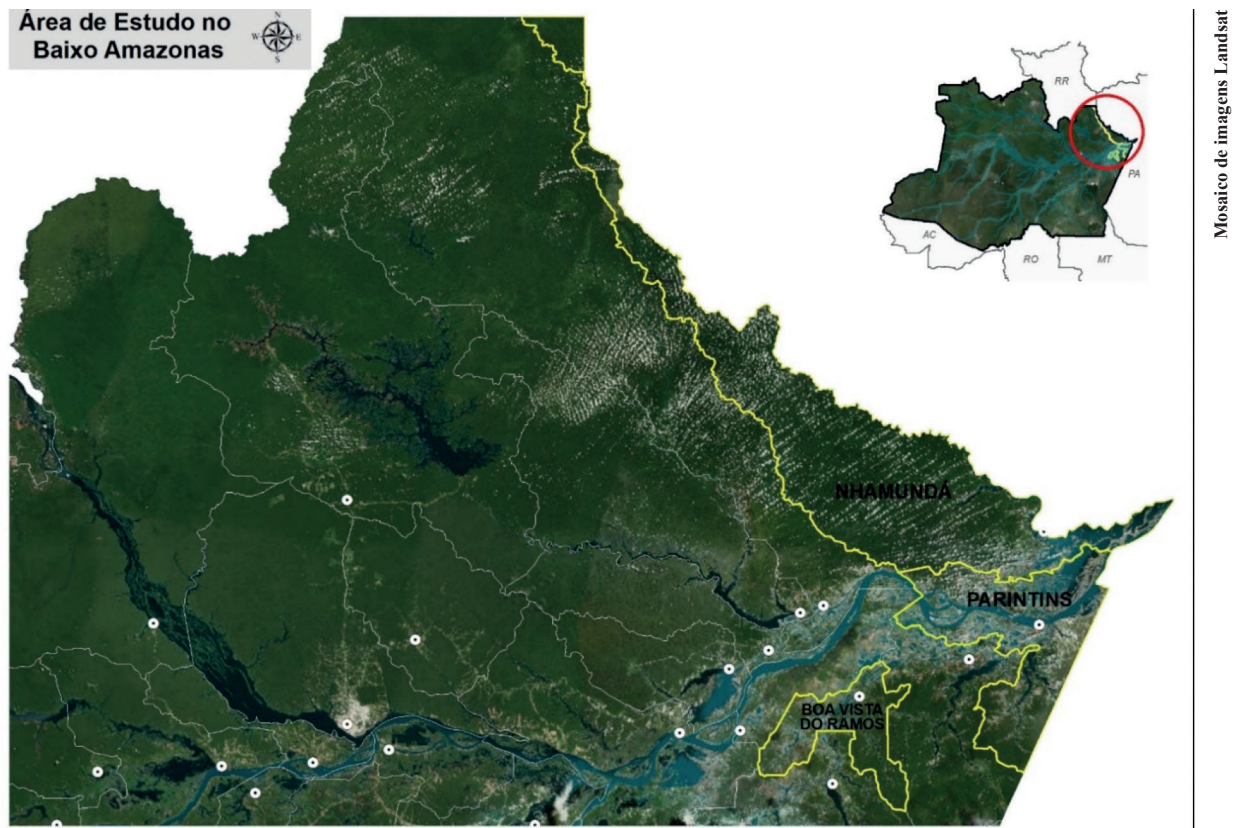 Área de Estudo no
Baixo Amazonas
N
W
E
S
RR
PA
AC
RO
MT
NHAMUNDÁ
PARINTINS
BOA VISTA
DO RAMOS
Mosaico de imagens Landsat